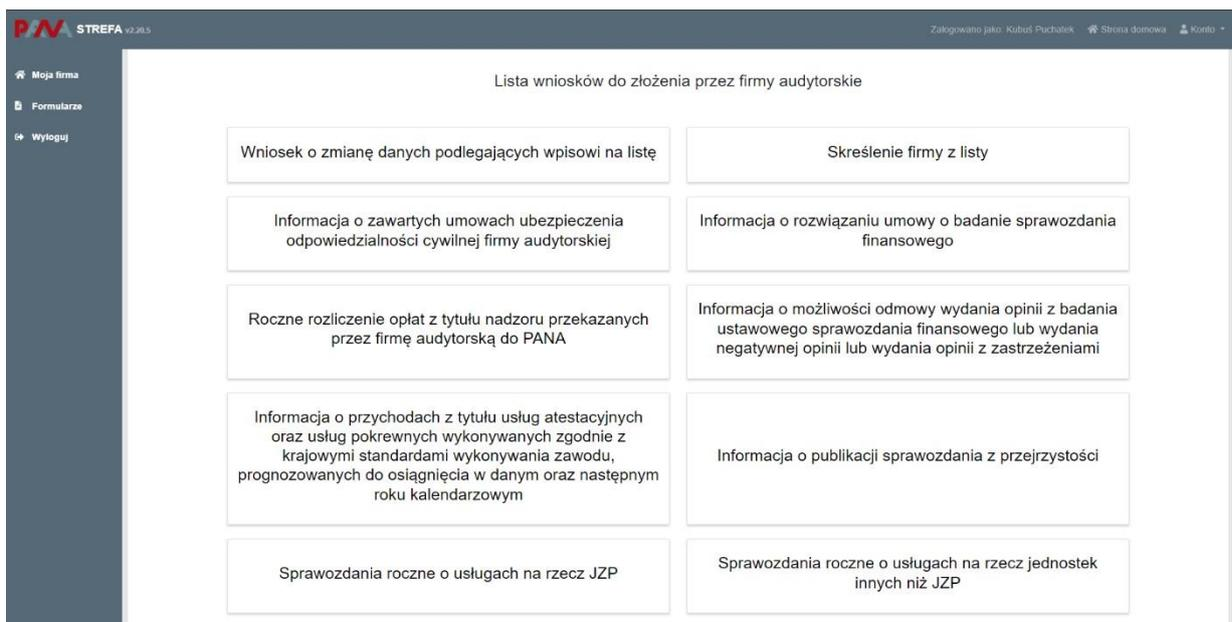 PANA STREFA v2.20.5
Zalogowano jako: Kubuś Puchatek Strona domowa Konto
Moja firma
Formularze
Wyloguj
Lista wniosków do złożenia przez firmy audytorskie
Wniosek o zmianę danych podlegających wpisowi na listę
Skreślenie firmy z listy
Informacja o zawartych umowach ubezpieczenia
odpowiedzialności cywilnej firmy audytorskiej
Informacja o rozwiązaniu umowy o badanie sprawozdania
finansowego
Roczne rozliczenie opłat z tytułu nadzoru przekazanych
przez firmę audytorską do PANA
Informacja o możliwości odmowy wydania opinii z badania
ustawowego sprawozdania finansowego lub wydania
negatywnej opinii lub wydania opinii z zastrzeżeniami
Informacja o przychodach z tytułu usług atestacyjnych
oraz usług pokrewnych wykonywanych zgodnie z
krajowymi standardami wykonywania zawodu,
prognozowanych do osiągnięcia w danym oraz następnym
roku kalendarzowym
Informacja o publikacji sprawozdania z przejrzystości
Sprawozdania roczne o usługach na rzecz JZP
Sprawozdania roczne o usługach na rzecz jednostek
innych niż JZP